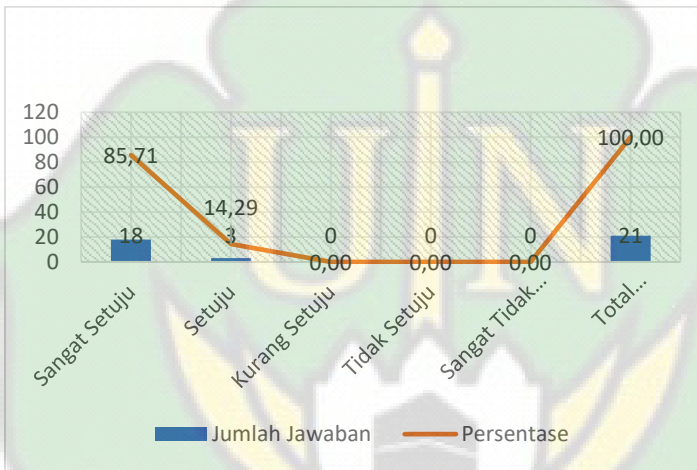 120
100
80
60
40
20
0
85,71
14,29
100,00
18
3
0
0
0
21
0,00
0,00
0,00
Sangat Setuju
Setuju
Kurang Setuju
Tidak Setuju
Sangat Tidak...
Total...
Jumlah Jawaban
Persentase
UIN